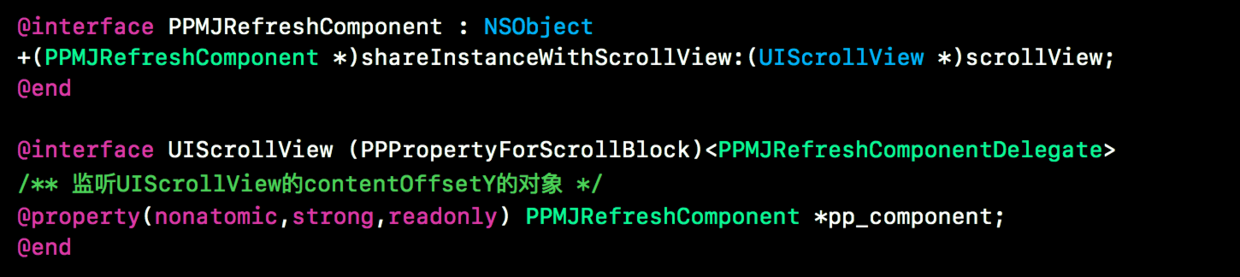 @interface PPMJRefreshComponent : NSObject
+(PPMJRefreshComponent *)shareInstanceWithScrollView:(UIScrollView *)scrollView;
@end
@interface UIScrollView (PPPropertyForScrollBlock)<PPMJRefreshComponentDelegate>
/** 监听UIScrollView的contentOffsetY的对象 */
@property(nonatomic,strong,readonly) PPMJRefreshComponent *pp_component;
@end